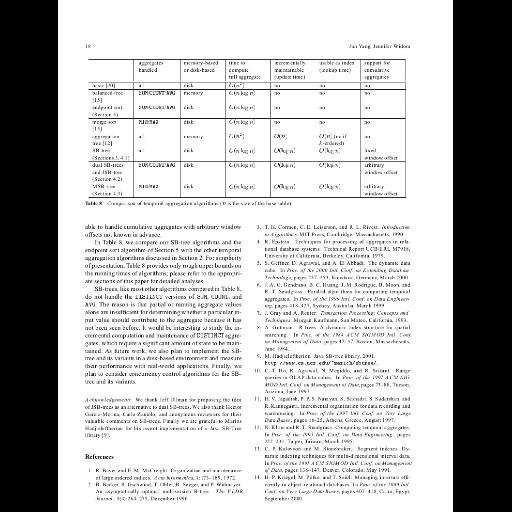 18
Jun Yang, Jennifer Widom
aggregates handled
memory-based or disk-based
time to compute full aggregate
incrementally maintainable (update time)
usable as index (lookup time)
support for cumulative aggregates
basic [20] all disk no no no
balanced tree [15] SUM/COUNT/AVG memory no no no
endpoint sort (Section 5) SUM/COUNT/AVG disk O(n log n) no no no
merge sort [15] MIN/MAX disk O(n log n) no no no
aggregation tree [12] all memory O(n²) O(n) O(n) (no if k-ordered) no
SB-tree (Sections 3, 4.1) all disk O(n log n) O(log n) O(log n) fixed window offset
dual SB-trees and JSB-tree (Section 4.2) SUM/COUNT/AVG disk O(n log n) O(log n) O(log n) arbitrary window offset
MSB-tree (Section 4.3) MIN/MAX disk O(n log n) O(log n) O(log n) arbitrary window offset
Table 8 Comparison of temporal aggregation algorithms (n is the size of the base table)
able to handle cumulative aggregates with arbitrary window
offsets not known in advance.
In Table 8, we compare our SB-tree algorithms and the
endpoint sort algorithm of Section 5 with the other temporal
aggregation algorithms discussed in Section 2. For simplicity
of presentation, Table 8 provides only rough upper bounds on
the running times of algorithms; please refer to the appropri-
ate sections of this paper for detailed analyses.
SB-trees, like most other algorithms compared in Table 8,
do not handle the DISTINCT versions of SUM, COUNT, and
AVG. The reason is that partial or running aggregate values
alone are insufficient for determining whether a particular in-
put value should contribute to the aggregate because it has
not been seen before. It would be interesting to study the in-
cremental computation and maintenance of DISTINCT aggre-
gates, which require a significant amount of state to be main-
tained. As future work, we also plan to implement the SB-
tree and its variants in a disk-based environment and measure
their performance with real-world applications. Finally, we
plan to consider concurrency control algorithms for the SB-
tree and its variants.
Acknowledgements We thank Jeff Ullman for proposing the idea
of JSB-trees as an alternative to dual SB-trees. We also thank Hector
Garcia-Molina, Carlo Zaniolo, and anonymous reviewers for their
valuable comments on SB-trees. Finally we are grateful to Marios
Hadjieleftheriou for his recent implementation of a Java SB-Tree
library [9].
References
1. R. Bayer and E. M. McCreight. Organization and maintenance
of large ordered indices. Acta Informatica, 1:173–189, 1972.
2. B. Becker, S. Gschwind, T. Ohler, B. Seeger, and P. Widmayer.
An asymptotically optimal multiversion B-tree. The VLDB
Journal, 5(4):264–275, December 1996.
3. T. H. Cormen, C. E. Leiserson, and R. L. Rivest. Introduction
to Algorithms. MIT Press, Cambridge, Massachusetts, 1990.
4. R. Epstein. Techniques for processing of aggregates in rela-
tional database systems. Technical Report UCB/ERL M7918,
University of California, Berkeley, California, 1979.
5. S. Geffner, D. Agrawal, and A. El Abbadi. The dynamic data
cube. In Proc. of the 2000 Intl. Conf. on Extending Database
Technology, pages 237–253, Konstanz, Germany, March 2000.
6. J. A. G. Gendrano, B. C. Huang, J. M. Rodrigue, B. Moon, and
R. T. Snodgrass. Parallel algorithms for computing temporal
aggregates. In Proc. of the 1999 Intl. Conf. on Data Engineer-
ing, pages 418–427, Sydney, Australia, March 1999.
7. J. Gray and A. Reuter. Transaction Processing: Concepts and
Techniques. Morgan Kaufmann, San Mateo, California, 1993.
8. A. Guttman. R-trees: A dynamic index structure for spatial
searching. In Proc. of the 1984 ACM SIGMOD Intl. Conf.
on Management of Data, pages 47–57, Boston, Massachusetts,
June 1984.
9. M. Hadjieleftheriou. Java SB-tree library, 2001.
10. C.-T. Ho, R. Agrawal, N. Megiddo, and R. Srikant. Range
queries in OLAP data cubes. In Proc. of the 1997 ACM SIG-
MOD Intl. Conf. on Management of Data, pages 73–88, Tucson,
Arizona, June 1997.
11. H. V. Jagadish, P. P. S. Narayan, S. Seshadri, S. Sudarshan, and
R. Kanneganti. Incremental organization for data recording and
warehousing. In Proc. of the 1997 Intl. Conf. on Very Large
Data Bases, pages 16–25, Athens, Greece, August 1997.
12. N. Kline and R. T. Snodgrass. Computing temporal aggregates.
In Proc. of the 1995 Intl. Conf. on Data Engineering, pages
222–231, Taipei, Taiwan, March 1995.
13. C. P. Kolovson and M. Stonebraker. Segment indexes: Dy-
namic indexing techniques for multi-dimensional interval data.
In Proc. of the 1991 ACM SIGMOD Intl. Conf. on Management
of Data, pages 138–147, Denver, Colorado, May 1991.
14. H.-P. Kriegel, M. Pötke, and T. Seidl. Managing intervals effi-
ciently in object-relational databases. In Proc. of the 2000 Intl.
Conf. on Very Large Data Bases, pages 407–418, Cairo, Egypt,
September 2000.